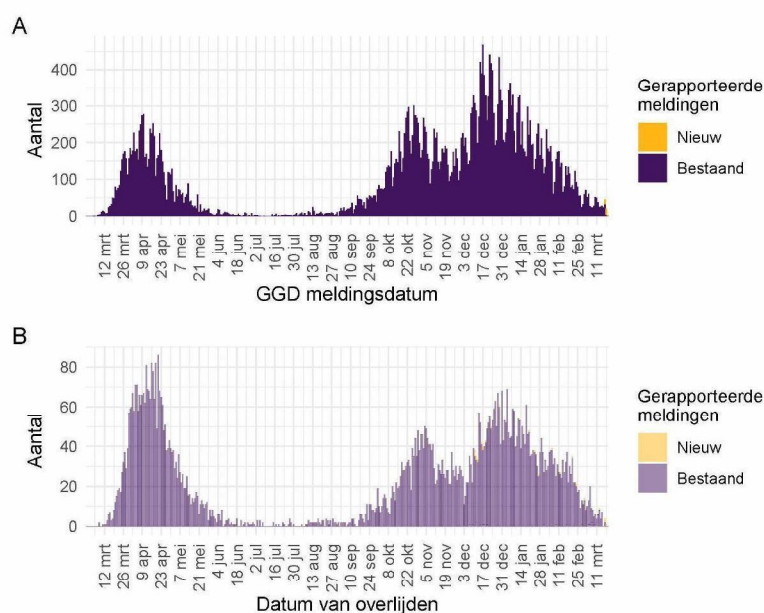 A
Aantal
400
300
200
100
0
12 mrt
26 mrt
9 apr
23 apr
7 mei
21 mei
4 jun
18 jun
2 jul
16 jul
30 jul
13 aug
27 aug
10 sep
24 sep
8 okt
22 okt
5 nov
19 nov
3 dec
17 dec
31 dec
14 jan
28 jan
11 feb
25 feb
11 mrt
GGD meldingsdatum
Gerapporteerde
meldingen
Nieuw
Bestaand
B
Aantal
80
60
40
20
0
12 mrt
26 mrt
9 apr
23 apr
7 mei
21 mei
4 jun
18 jun
2 jul
16 jul
30 jul
13 aug
27 aug
10 sep
24 sep
8 okt
22 okt
5 nov
19 nov
3 dec
17 dec
31 dec
14 jan
28 jan
11 feb
25 feb
11 mrt
Datum van overlijden
Gerapporteerde
meldingen
Nieuw
Bestaand